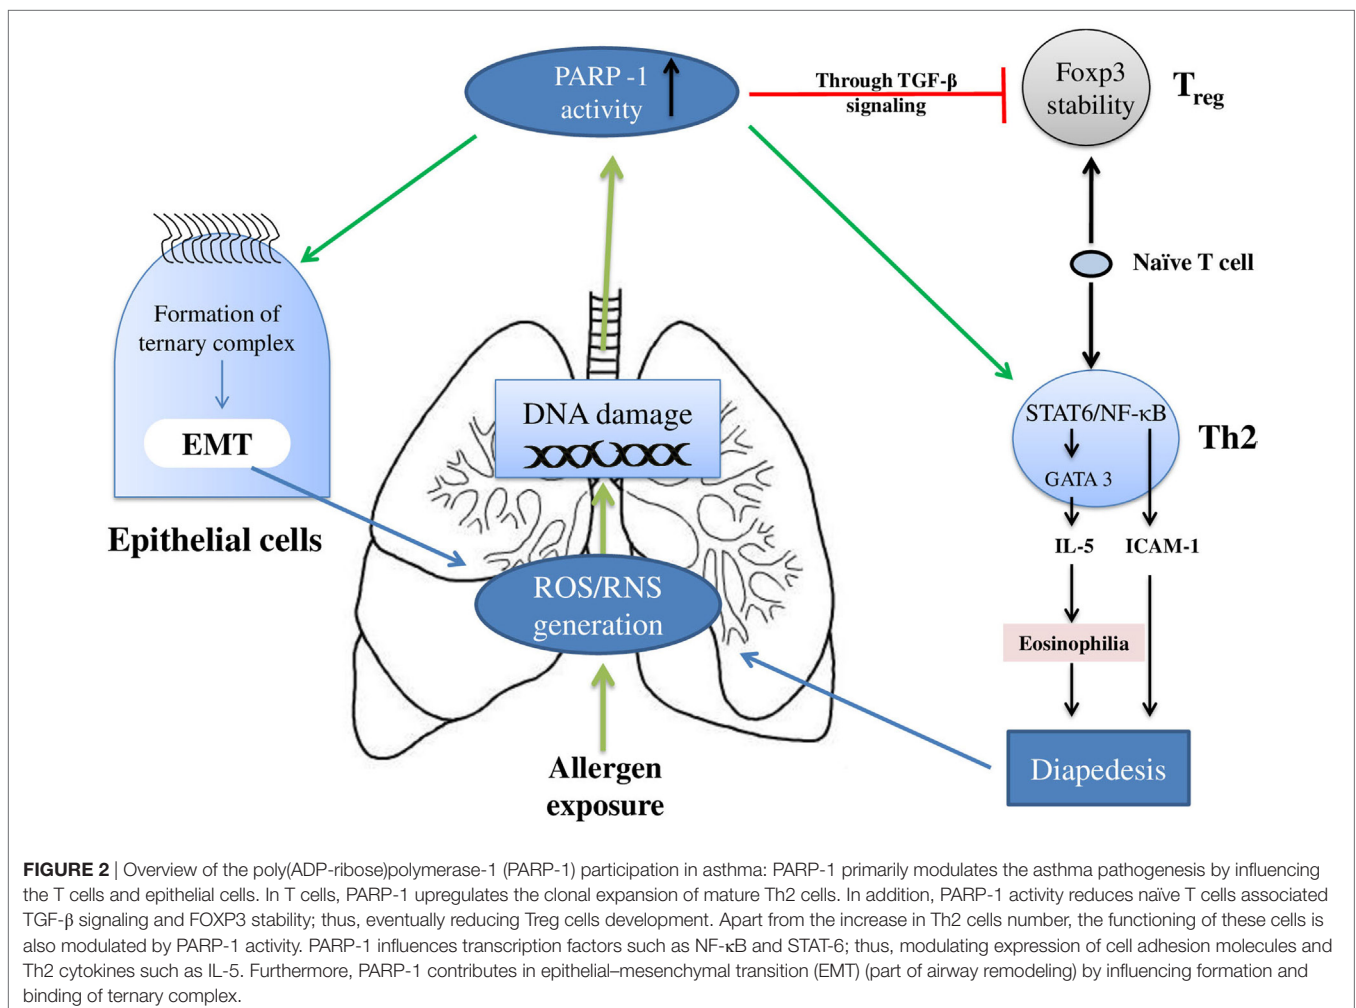 PARP -1
activity
Through TGF-β
signaling
Foxp3
stability
Treg
Naïve T cell
Formation of
ternary complex
EMT
Epithelial cells
DNA damage
STAT6/NF-κB
GATA 3
Th2
IL-5
ICAM-1
ROS/RNS
generation
Eosinophilia
Diapedesis
Allergen
exposure
FIGURE 2 | Overview of the poly(ADP-ribose)polymerase-1 (PARP-1) participation in asthma: PARP-1 primarily modulates the asthma pathogenesis by influencing
the T cells and epithelial cells. In T cells, PARP-1 upregulates the clonal expansion of mature Th2 cells. In addition, PARP-1 activity reduces naïve T cells associated
TGF-β signaling and FOXP3 stability; thus, eventually reducing Treg cells development. Apart from the increase in Th2 cells number, the functioning of these cells is
also modulated by PARP-1 activity. PARP-1 influences transcription factors such as NF-κB and STAT-6; thus, modulating expression of cell adhesion molecules and
Th2 cytokines such as IL-5. Furthermore, PARP-1 contributes in epithelial–mesenchymal transition (EMT) (part of airway remodeling) by influencing formation and
binding of ternary complex.